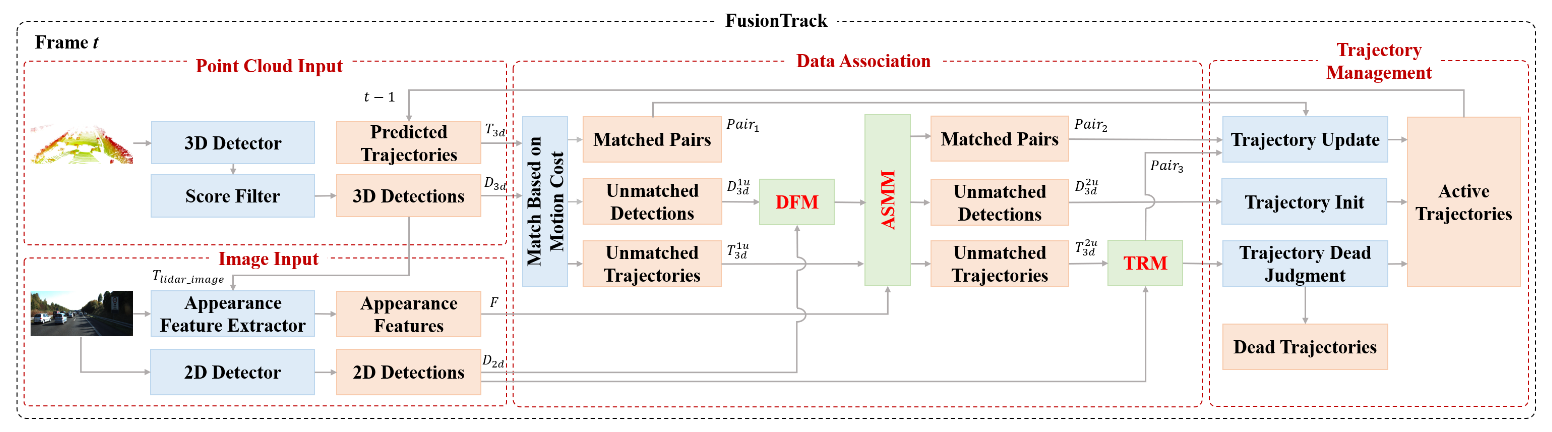 FusionTrack
Frame t
Point Cloud Input
Data Association
Trajectory
Management
t − 1
3D Detector
Predicted
Trajectories
T_{3d}
Score Filter
3D Detections
D_{3d}
Image Input
T_{lidar\_image}
Appearance
Feature Extractor
Appearance
Features
F
2D Detector
2D Detections
D_{2d}
Match Based on
Motion Cost
Matched Pairs
Pair_1
Unmatched
Detections
D_{3d}^{1u}
Unmatched
Trajectories
T_{3d}^{1u}
DFM
ASMM
Matched Pairs
Pair_2
Unmatched
Detections
D_{3d}^{2u}
Unmatched
Trajectories
T_{3d}^{2u}
TRM
Pair_3
Trajectory Update
Trajectory Init
Trajectory Dead
Judgment
Dead Trajectories
Active
Trajectories